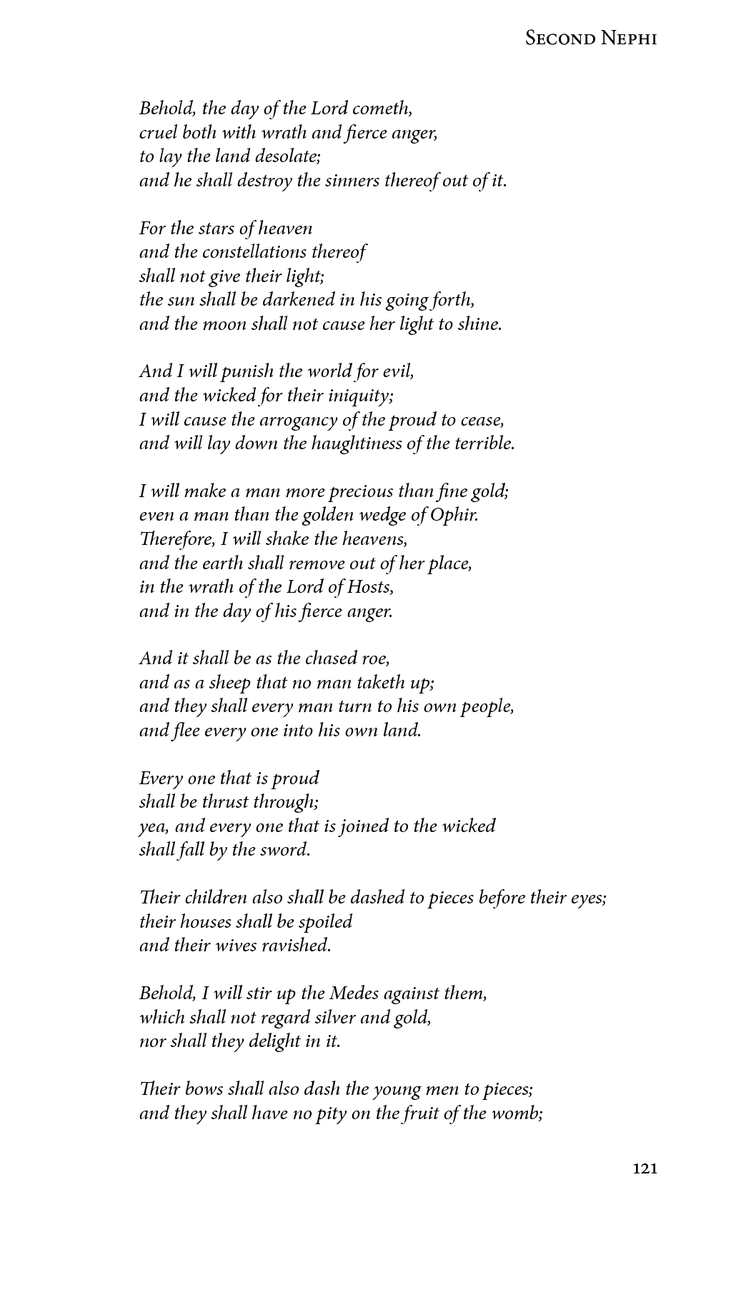 Second Nephi
Behold, the day of the Lord cometh,
cruel both with wrath and fierce anger,
to lay the land desolate;
and he shall destroy the sinners thereof out of it.
For the stars of heaven
and the constellations thereof
shall not give their light;
the sun shall be darkened in his going forth,
and the moon shall not cause her light to shine.
And I will punish the world for evil,
and the wicked for their iniquity;
I will cause the arrogancy of the proud to cease,
and will lay down the haughtiness of the terrible.
I will make a man more precious than fine gold;
even a man than the golden wedge of Ophir.
Therefore, I will shake the heavens,
and the earth shall remove out of her place,
in the wrath of the Lord of Hosts,
and in the day of his fierce anger.
And it shall be as the chased roe,
and as a sheep that no man taketh up;
and they shall every man turn to his own people,
and flee every one into his own land.
Every one that is proud
shall be thrust through;
yea, and every one that is joined to the wicked
shall fall by the sword.
Their children also shall be dashed to pieces before their eyes;
their houses shall be spoiled
and their wives ravished.
Behold, I will stir up the Medes against them,
which shall not regard silver and gold,
nor shall they delight in it.
Their bows shall also dash the young men to pieces;
and they shall have no pity on the fruit of the womb;
121